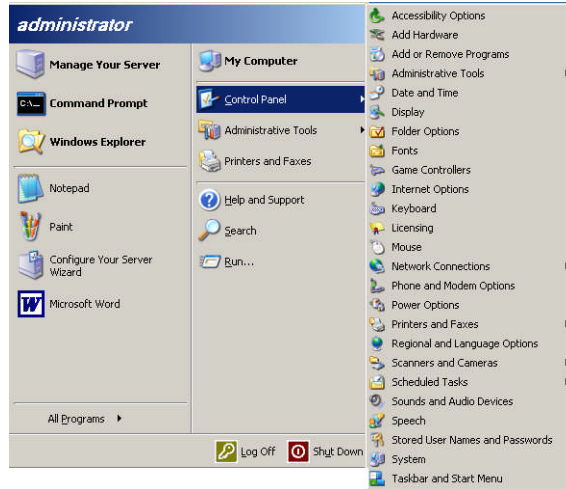 administrator
Manage Your Server
Command Prompt
Windows Explorer
Notepad
Paint
Configure Your Server
Wizard
Microsoft Word
All Programs
My Computer
Control Panel
Administrative Tools
Printers and Faxes
Help and Support
Search
Run...
Log Off
Shut Down
Accessibility Options
Add Hardware
Add or Remove Programs
Administrative Tools
Date and Time
Display
Folder Options
Fonts
Game Controllers
Internet Options
Keyboard
Licensing
Mouse
Network Connections
Phone and Modem Options
Power Options
Printers and Faxes
Regional and Language Options
Scanners and Cameras
Scheduled Tasks
Sounds and Audio Devices
Speech
Stored User Names and Passwords
System
Taskbar and Start Menu